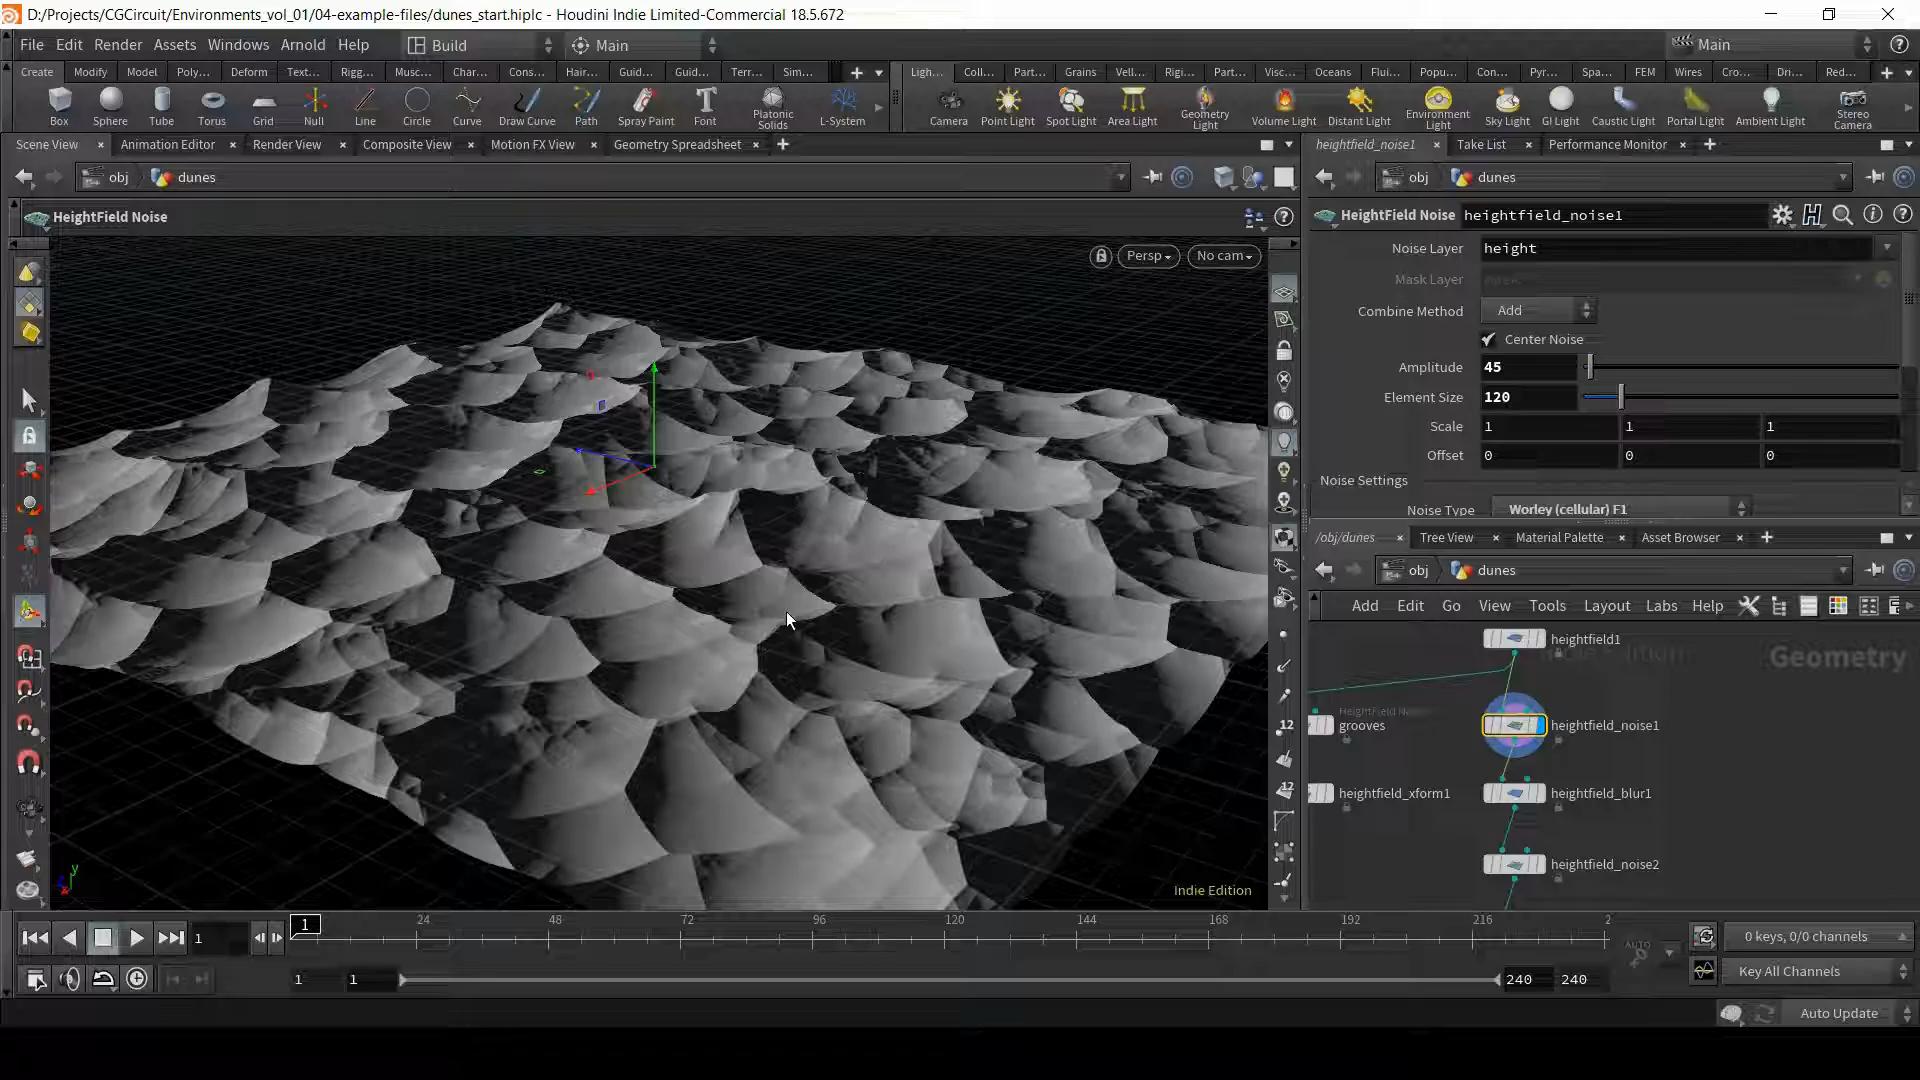 D:/Projects/CGCircuit/Environments_vol_01/04-example-files/dunes_start.hiplc - Houdini Indie Limited-Commercial 18.5.672
File Edit Render Assets Windows Arnold Help Build Main Main
Create Modify Model Poly... Deform Text... Rigg... Musc... Char... Cons... Hair... Guid... Guid... Terr... Sim... Ligh... Coll... Part... Grains Vell... Rigi... Part... Visc... Oceans Flui... Popu... Con... Pyr... Spa... FEM Wires Cro... Dri... Red...
Box Sphere Tube Torus Grid Null Line Circle Curve Draw Curve Path Spray Paint Font Platonic Solids L-System Camera Point Light Spot Light Area Light Geometry Light Volume Light Distant Light Environment Light Sky Light GI Light Caustic Light Portal Light Ambient Light Stereo Camera
Scene View Animation Editor Render View Composite View Motion FX View Geometry Spreadsheet heightfield_noise1 Take List Performance Monitor
obj dunes obj dunes
HeightField Noise
HeightField Noise heightfield_noise1
Persp No cam
Noise Layer height
Mask Layer
Combine Method Add
Center Noise
Amplitude 45
Element Size 120
Scale 1 1 1
Offset 0 0 0
Noise Settings
Noise Type Worley (cellular) F1
/obj/dunes Tree View Material Palette Asset Browser
obj dunes
Add Edit Go View Tools Layout Labs Help
heightfield1
Geometry
grooves heightfield_noise1
heightfield_xform1 heightfield_blur1
heightfield_noise2
12
12
y
Indie Edition
1 1 24 48 72 96 120 144 168 192 216 2
AUTO
0 keys, 0/0 channels
1 1 240 240 Key All Channels
Auto Update